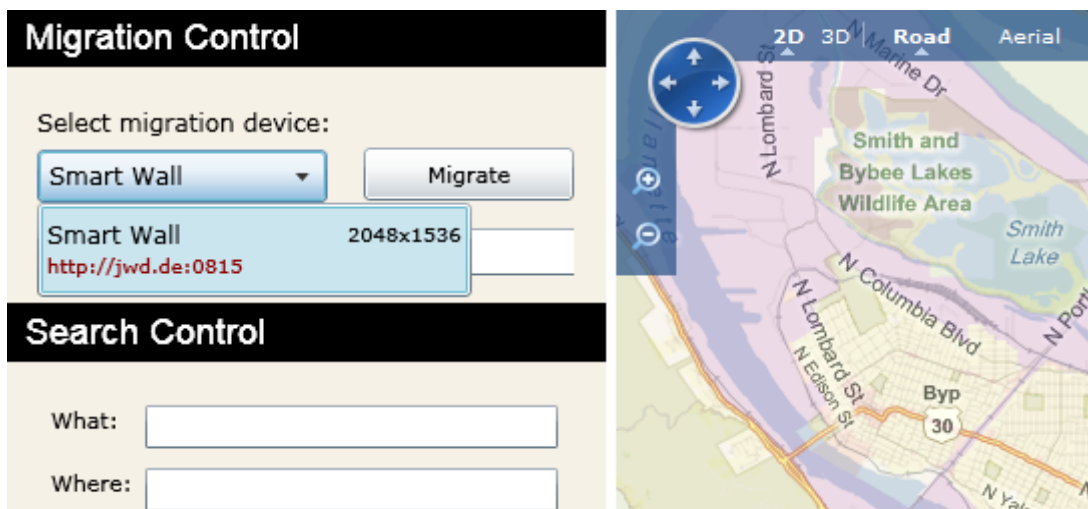 Migration Control
Select migration device:
Smart Wall
Migrate
Smart Wall 2048x1536
http://jwd.de:0815
Search Control
What:
Where:
2D 3D Road Aerial
N Marine Dr
N Lombard St
Smith and
Bybee Lakes
Wildlife Area
Smith
Lake
N Columbia Blvd
N Lombard St
N Edison St
Byp
30